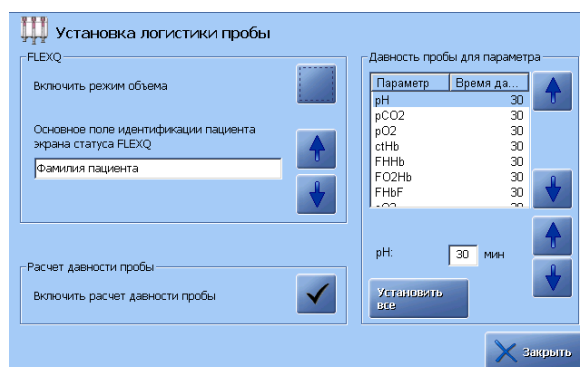 Установка логистики пробы
FLEXQ
Включить режим объема
Основное поле идентификации пациента
экрана статуса FLEXQ
Фамилия пациента
Расчет давности пробы
Включить расчет давности пробы
Давность пробы для параметра
Параметр Время да...
pH 30
pCO2 30
pO2 30
ctHb 30
FHHb 30
FO2Hb 30
FHbF 30
30
pH: 30 мин
Установить
все
Закрыть